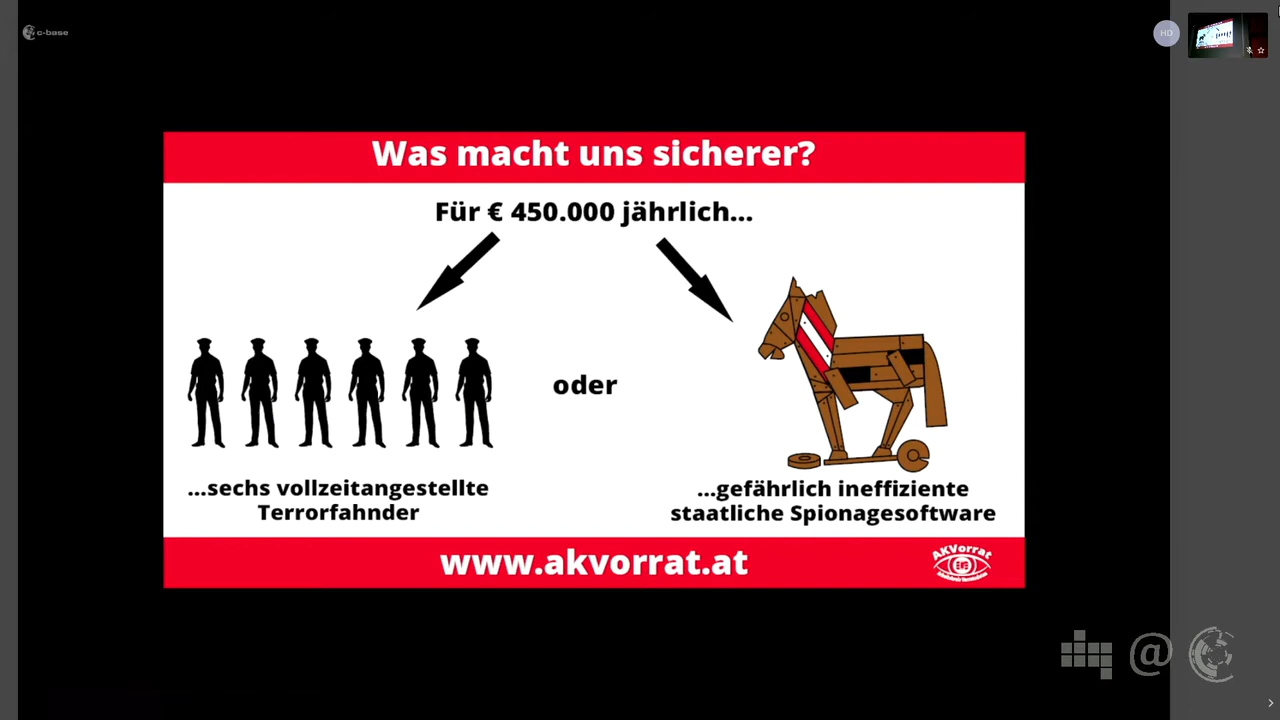 c-base
HD
Was macht uns sicherer?
Für € 450.000 jährlich...
oder
...sechs vollzeitangestellte
Terrorfahnder
...gefährlich ineffiziente
staatliche Spionagesoftware
www.akvorrat.at
AKVorrat
@